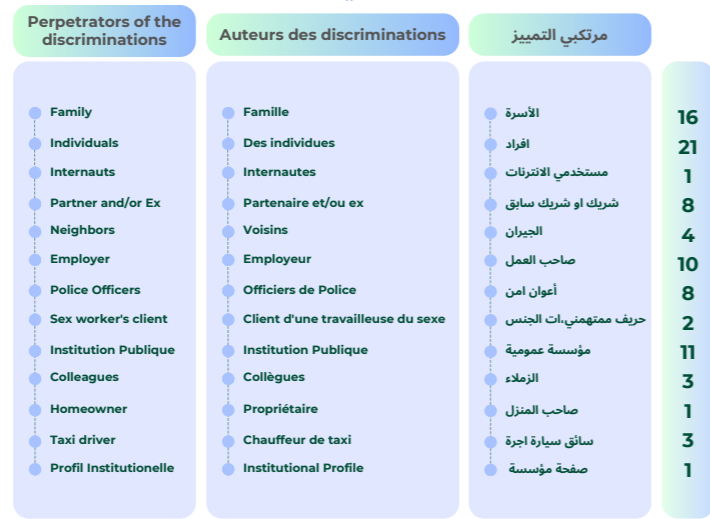 Perpetrators of the
discriminations
Auteurs des discriminations
مرتكبي التمييز
Family
Famille
الأسرة
16
Individuals
Des individues
افراد
21
Internauts
Internautes
مستخدمي الانترنات
1
Partner and/or Ex
Partenaire et/ou ex
شريك او شريك سابق
8
Neighbors
Voisins
الجيران
4
Employer
Employeur
صاحب العمل
10
Police Officers
Officiers de Police
أعوان امن
8
Sex worker's client
Client d'une travailleuse du sexe
حريف ممتهمني.ات الجنس
2
Institution Publique
Institution Publique
مؤسسة عمومية
11
Colleagues
Collègues
الزملاء
3
Homeowner
Propriétaire
صاحب المنزل
1
Taxi driver
Chauffeur de taxi
سائق سيارة اجرة
3
Profil Institutionelle
Institutional Profile
صفحة مؤسسة
1